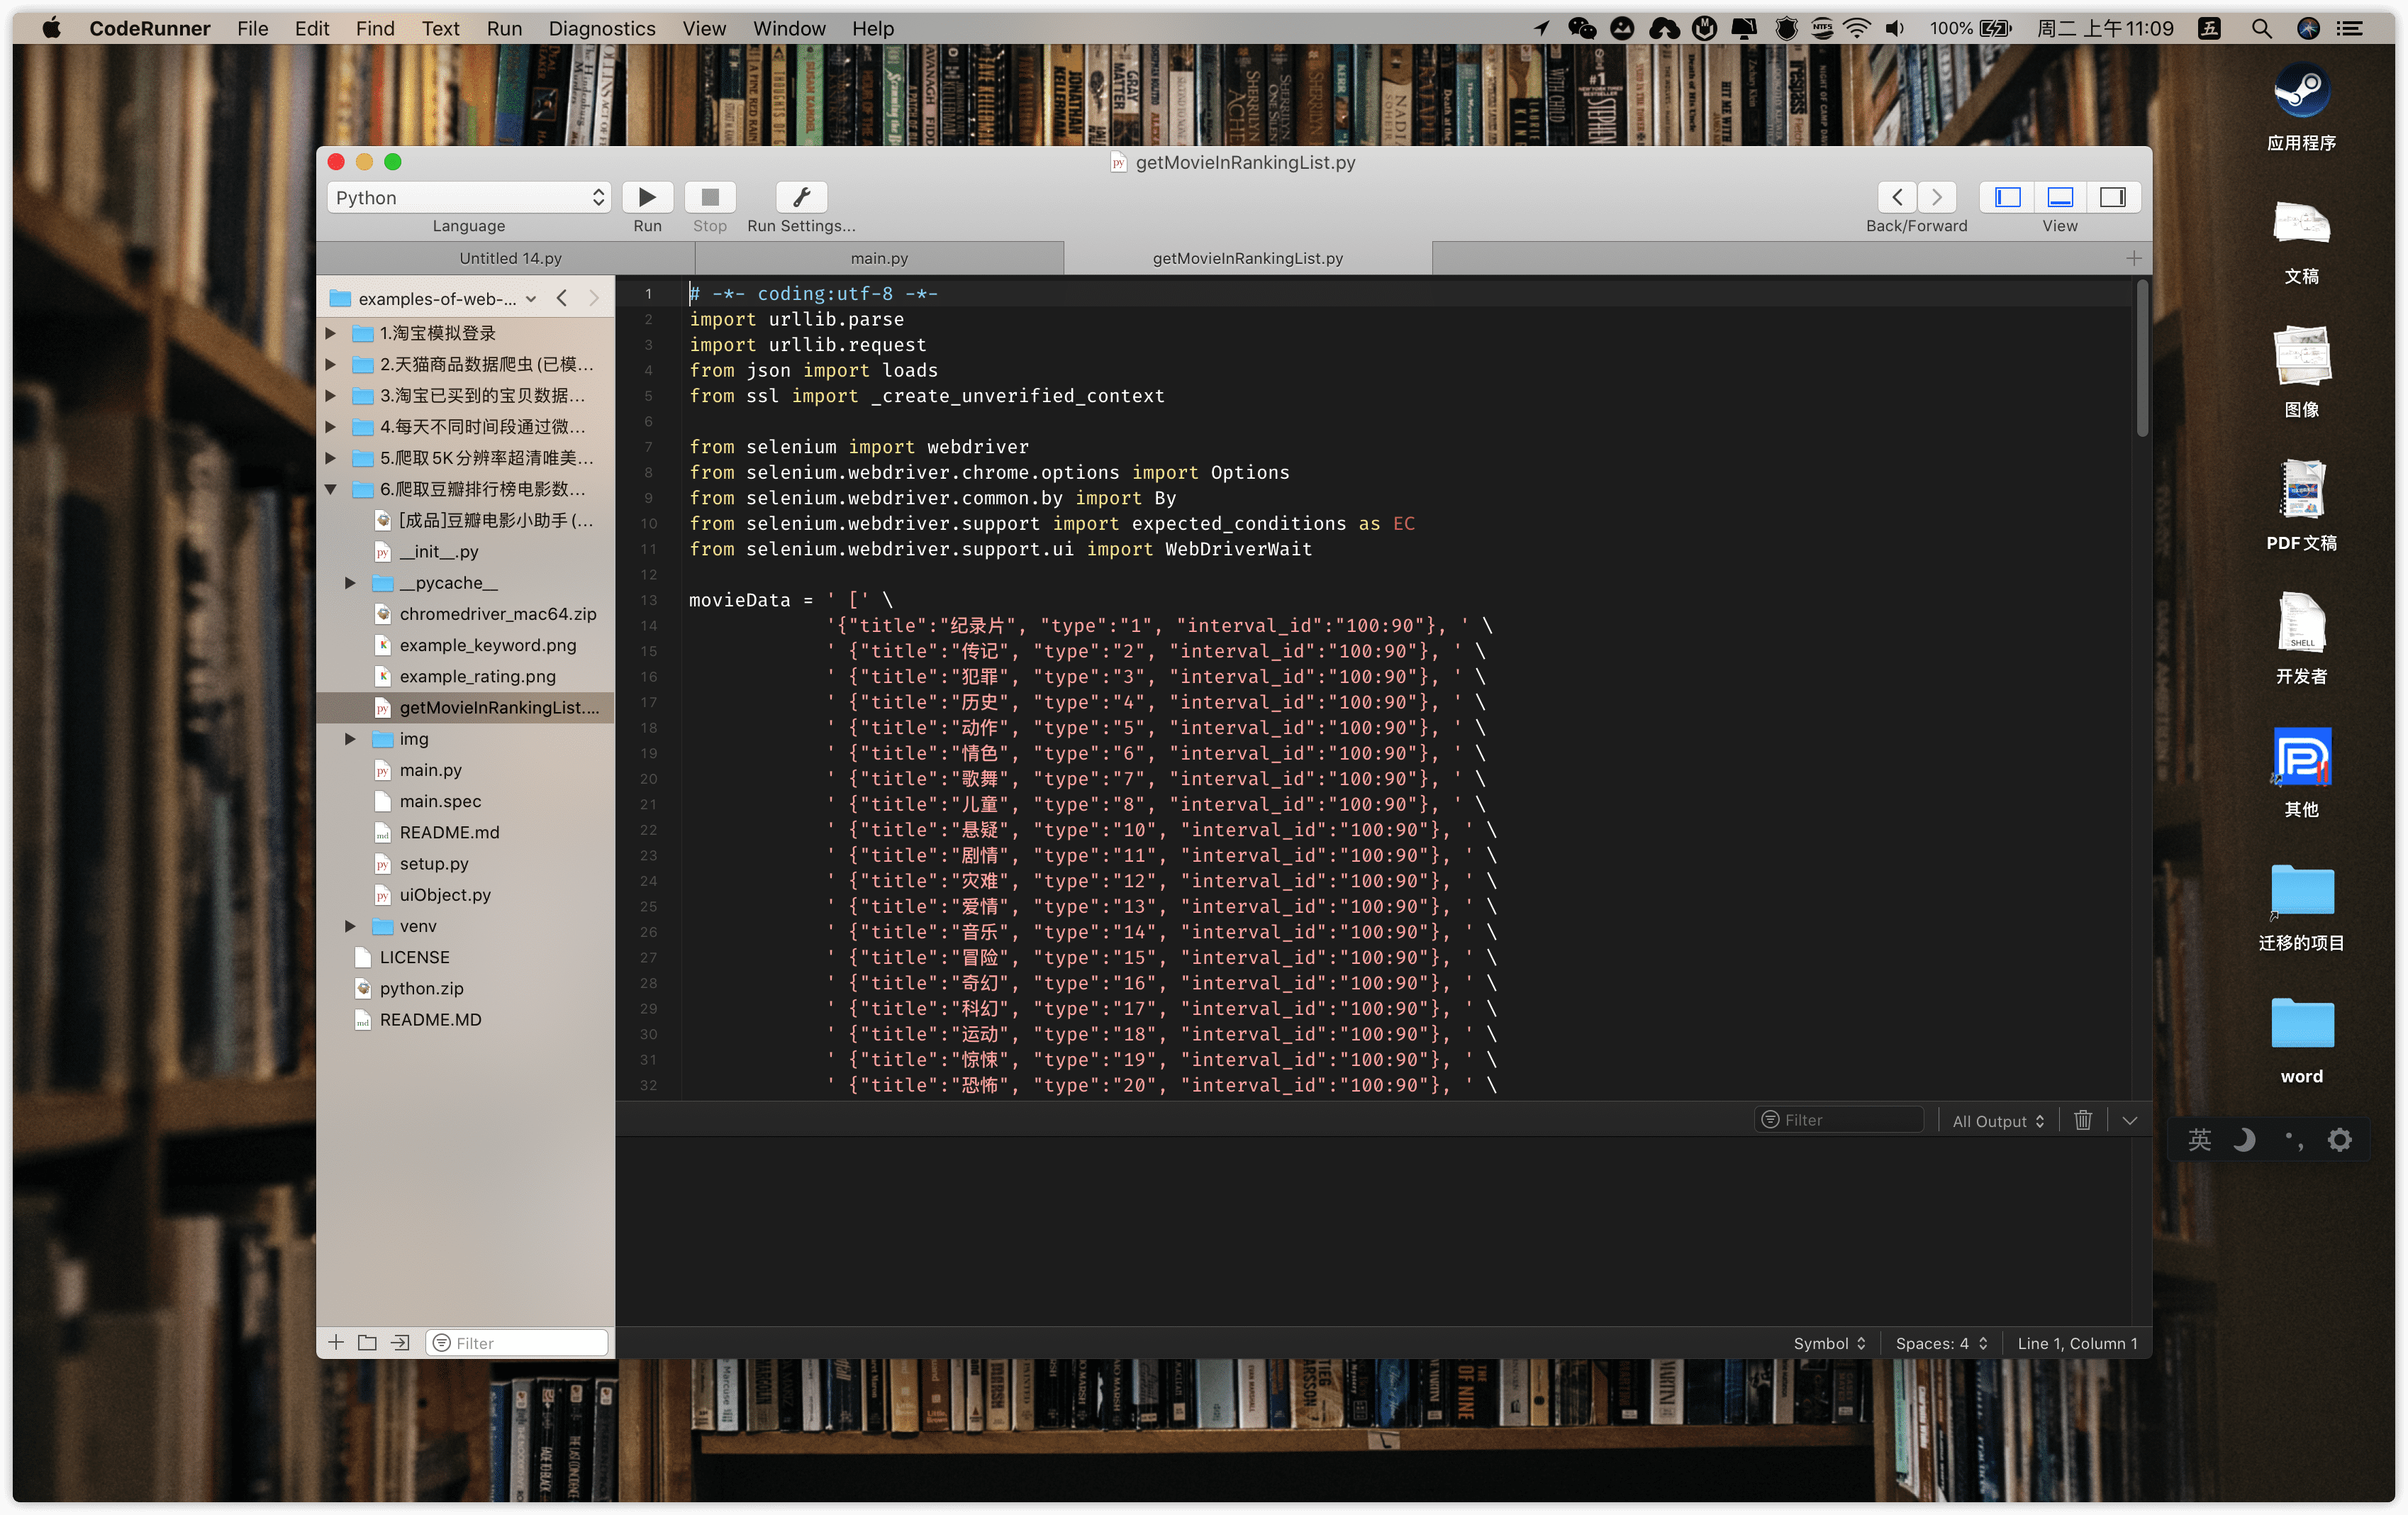 CodeRunner File Edit Find Text Run Diagnostics View Window Help 100% 周二 上午11:09 五
getMovieInRankingList.py
Python
Language Run Stop Run Settings... Back/Forward View
Untitled 14.py main.py getMovieInRankingList.py
examples-of-web-...
1.淘宝模拟登录
2.天猫商品数据爬虫(已模...
3.淘宝已买到的宝贝数据...
4.每天不同时间段通过微...
5.爬取5K分辨率超清唯美...
6.爬取豆瓣排行榜电影数...
[成品]豆瓣电影小助手(...
__init__.py
__pycache__
chromedriver_mac64.zip
example_keyword.png
example_rating.png
getMovieInRankingList....
img
main.py
main.spec
README.md
setup.py
uiObject.py
venv
LICENSE
python.zip
README.MD
Filter
1 # -*- coding:utf-8 -*-
2 import urllib.parse
3 import urllib.request
4 from json import loads
5 from ssl import _create_unverified_context
6
7 from selenium import webdriver
8 from selenium.webdriver.chrome.options import Options
9 from selenium.webdriver.common.by import By
10 from selenium.webdriver.support import expected_conditions as EC
11 from selenium.webdriver.support.ui import WebDriverWait
12
13 movieData = ' [' \
14 '{"title":"纪录片", "type":"1", "interval_id":"100:90"}, ' \
15 ' {"title":"传记", "type":"2", "interval_id":"100:90"}, ' \
16 ' {"title":"犯罪", "type":"3", "interval_id":"100:90"}, ' \
17 ' {"title":"历史", "type":"4", "interval_id":"100:90"}, ' \
18 ' {"title":"动作", "type":"5", "interval_id":"100:90"}, ' \
19 ' {"title":"情色", "type":"6", "interval_id":"100:90"}, ' \
20 ' {"title":"歌舞", "type":"7", "interval_id":"100:90"}, ' \
21 ' {"title":"儿童", "type":"8", "interval_id":"100:90"}, ' \
22 ' {"title":"悬疑", "type":"10", "interval_id":"100:90"}, ' \
23 ' {"title":"剧情", "type":"11", "interval_id":"100:90"}, ' \
24 ' {"title":"灾难", "type":"12", "interval_id":"100:90"}, ' \
25 ' {"title":"爱情", "type":"13", "interval_id":"100:90"}, ' \
26 ' {"title":"音乐", "type":"14", "interval_id":"100:90"}, ' \
27 ' {"title":"冒险", "type":"15", "interval_id":"100:90"}, ' \
28 ' {"title":"奇幻", "type":"16", "interval_id":"100:90"}, ' \
29 ' {"title":"科幻", "type":"17", "interval_id":"100:90"}, ' \
30 ' {"title":"运动", "type":"18", "interval_id":"100:90"}, ' \
31 ' {"title":"惊悚", "type":"19", "interval_id":"100:90"}, ' \
32 ' {"title":"恐怖", "type":"20", "interval_id":"100:90"}, ' \
Filter All Output
Symbol Spaces: 4 Line 1, Column 1
应用程序
文稿
图像
PDF文稿
SHELL
开发者
其他
迁移的项目
word
英